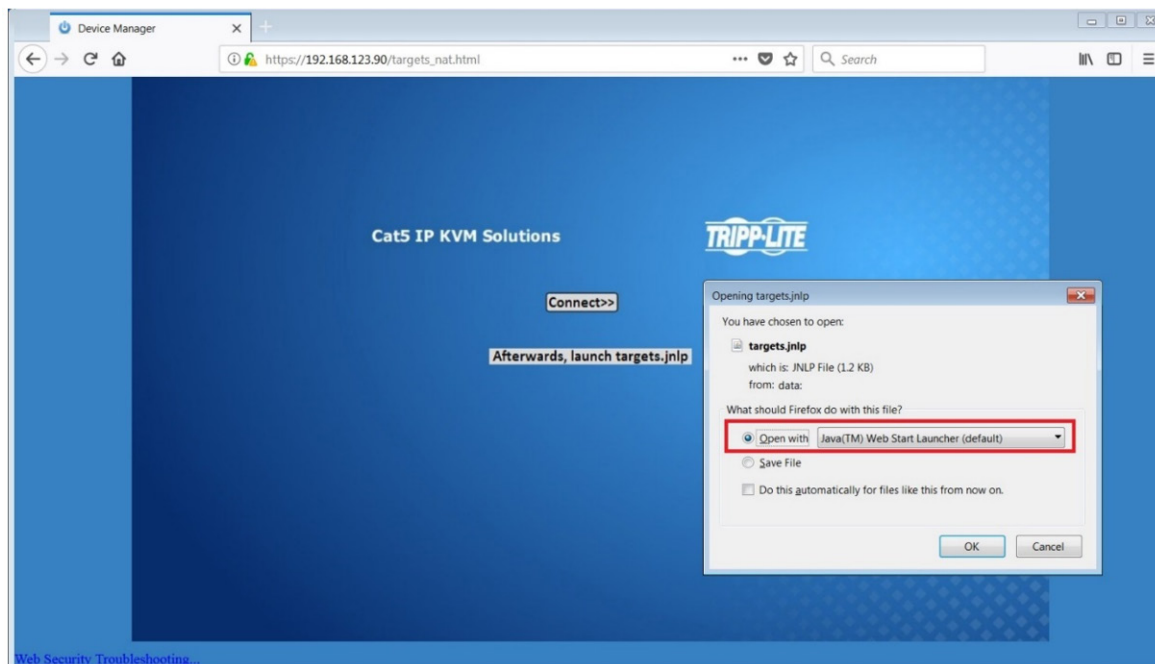 Device Manager
https://192.168.123.90/targets_nat.html
Search
Cat5 IP KVM Solutions
TRIPP·LITE
Connect>>
Afterwards, launch targets.jnlp
Opening targets.jnlp
You have chosen to open:
targets.jnlp
which is: JNLP File (1.2 KB)
from: data:
What should Firefox do with this file?
Open with Java(TM) Web Start Launcher (default)
Save File
Do this automatically for files like this from now on.
OK Cancel
Web Security Troubleshooting...